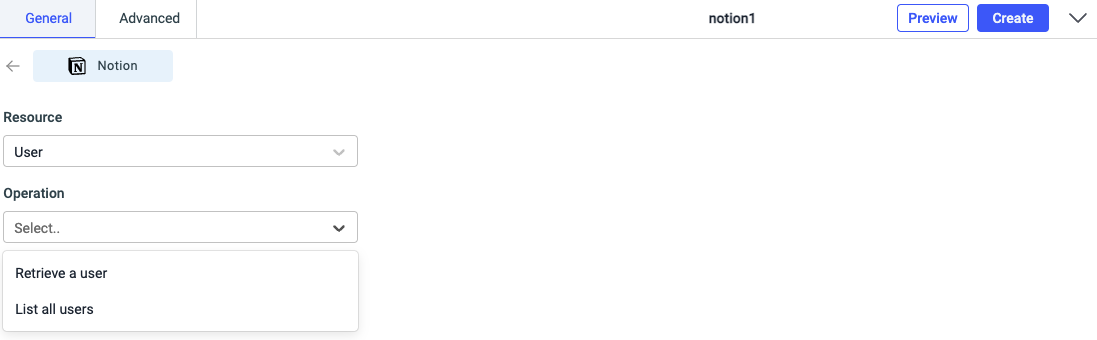 General Advanced notion1 Preview Create
Notion
Resource
User
Operation
Select..
Retrieve a user
List all users